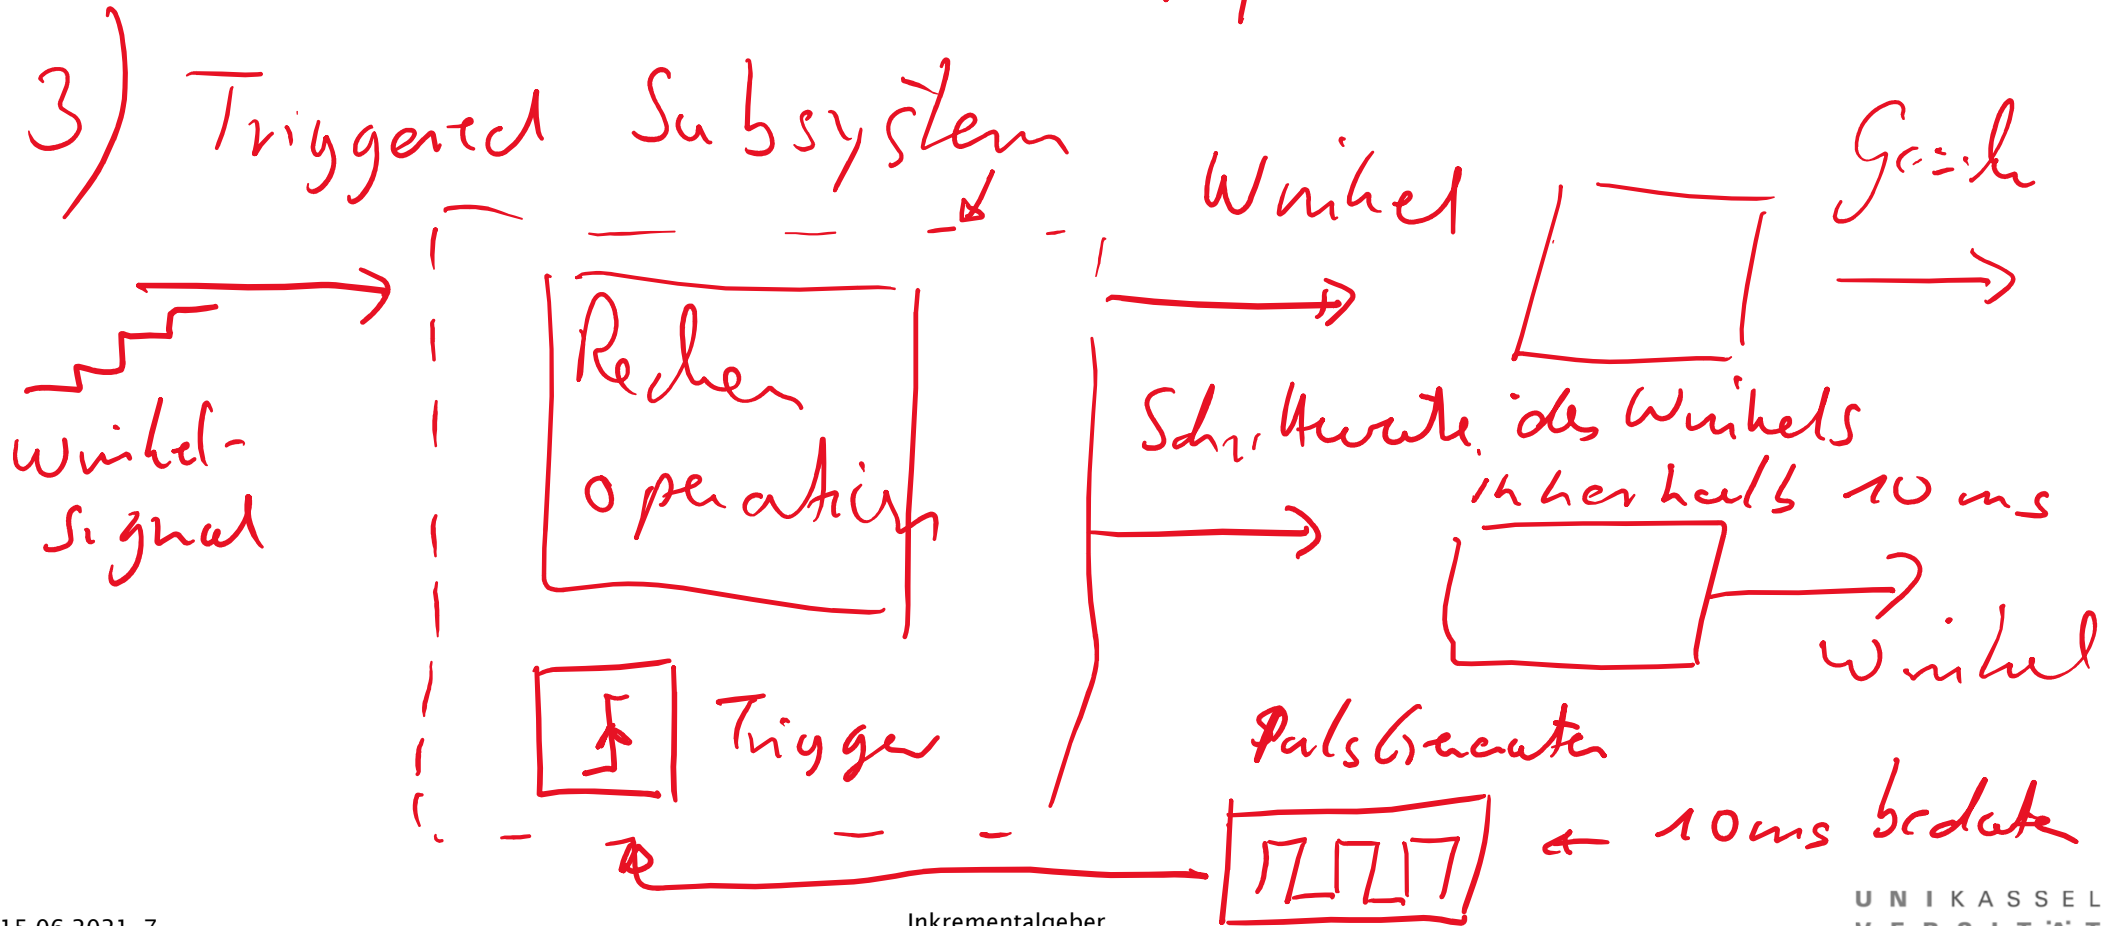 3) Triggered Subsystem
Winkel
Gesch
Rechen
operation
Winkel-
signal
Schrittweite des Winkels
innerhalb 10 ms
Winkel
Trigger
PulsGenerator
← 10ms bedaten
15.06.2021 7
Inkrementalgeber
UNIKASSEL